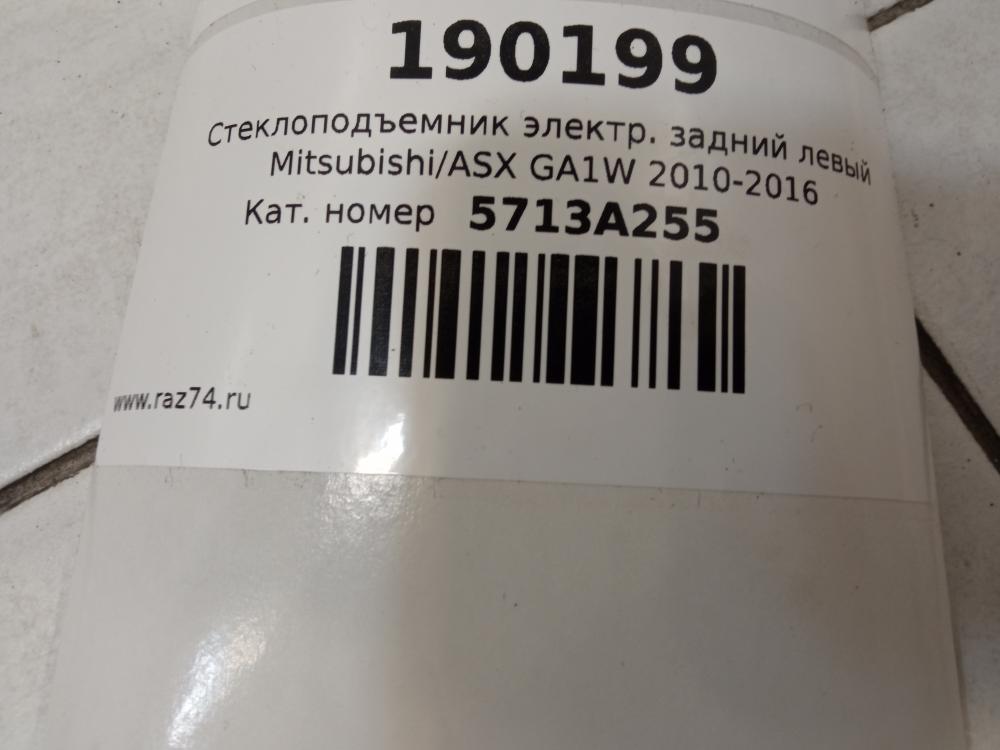 190199
Стеклоподъемник электр. задний левый
Mitsubishi/ASX GA1W 2010-2016
Кат. номер 5713A255
www.raz74.ru